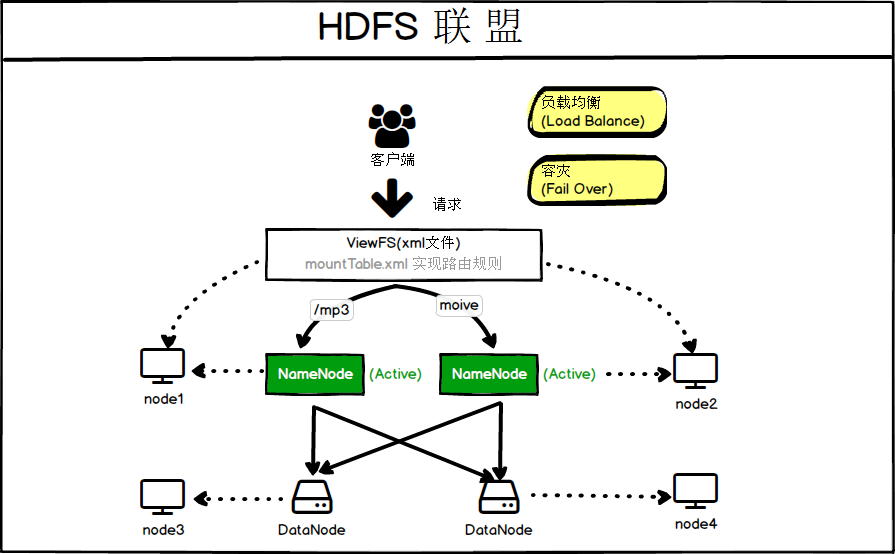 HDFS 联盟
负载均衡
(Load Balance)
客户端
容灾
(Fail Over)
请求
ViewFS(xml文件)
mountTable.xml 实现路由规则
/mp3
moive
NameNode
(Active)
NameNode
(Active)
node1
node2
node3
DataNode
DataNode
node4